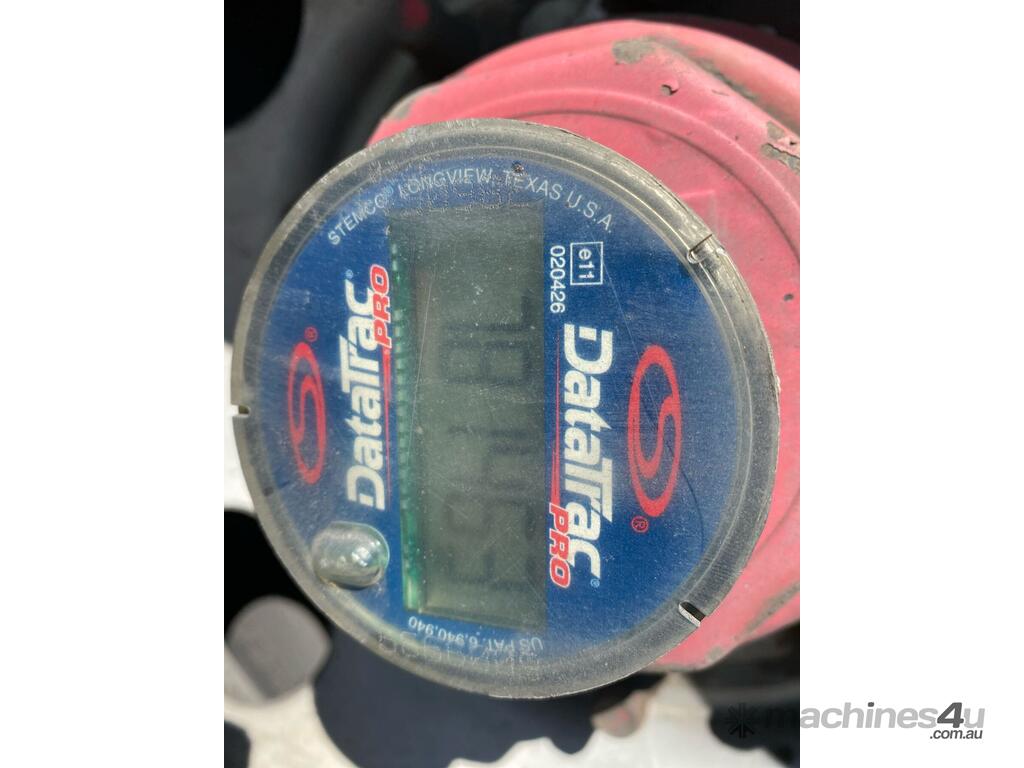 STEMCO® LONGVIEW, TEXAS U.S.A.
e11
020426
DataTrac®
PRO
S®
DataTrac®
PRO
S®
US PAT. 6,940,940
machines4u
.com.au